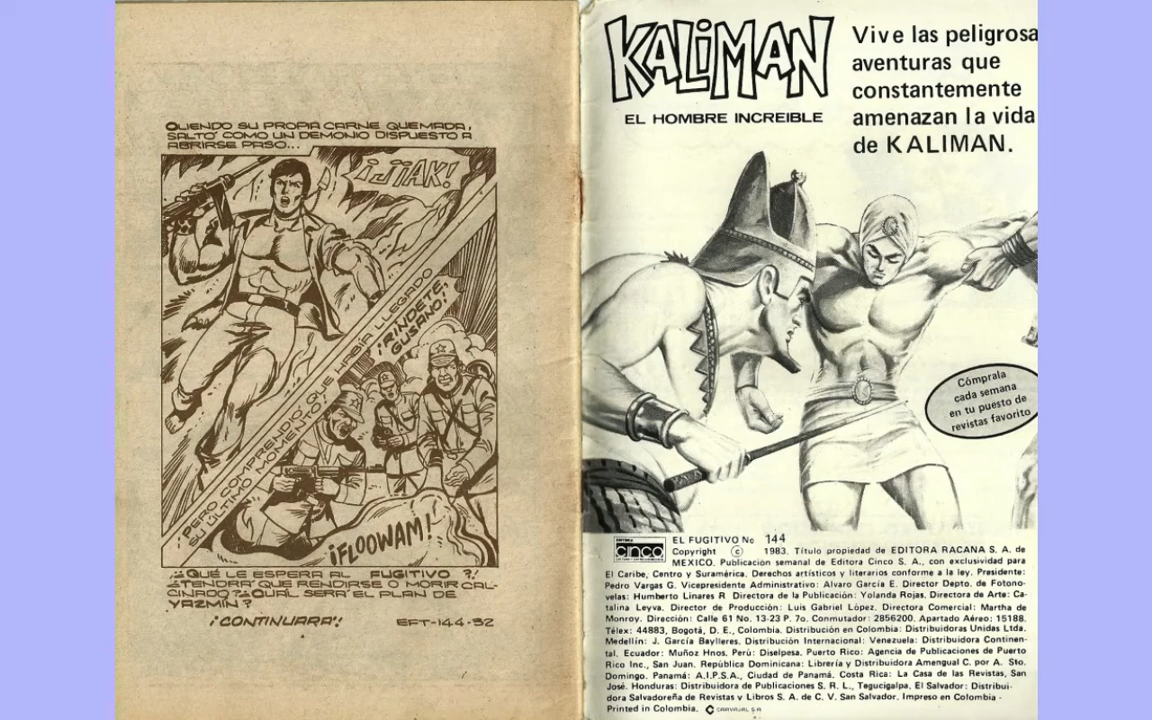 OLIENDO SU PROPIA CARNE QUEMADA,
SALTÓ COMO UN DEMONIO DISPUESTO A
ABRIRSE PASO...
¡JÍAK!
¡PERO COMPRENDIÓ QUE HABÍA LLEGADO
SU ÚLTIMO MOMENTO!
¡RINDETE,
GUSANO!
¡FLOOWAM!
¿QUÉ LE ESPERA AL FUGITIVO ?
¿TENDRÁ QUE RENDIRSE O MORIR CAL-
CINADO? ¿CUÁL SERÁ EL PLAN DE
YAZMÍN ?
¡CONTINUARÁ!
EFT-144-32
KALIMAN
EL HOMBRE INCREIBLE
Vive las peligrosa
aventuras que
constantemente
amenazan la vida
de KALIMAN.
Cómprala
cada semana
en tu puesto de
revistas favorito
EDITORA
cinco
EL FUGITIVO No 144
Copyright © 1983. Título propiedad de EDITORA RACANA S. A. de
MEXICO. Publicación semanal de Editora Cinco S. A., con exclusividad para
El Caribe, Centro y Suramérica. Derechos artísticos y literarios conforme a la ley. Presidente:
Pedro Vargas G. Vicepresidente Administrativo: Alvaro García E. Director Depto. de Fotono-
velas: Humberto Linares R Directora de la Publicación: Yolanda Rojas. Directora de Arte: Ca-
talina Leyva. Director de Producción: Luis Gabriel López. Directora Comercial: Martha de
Monroy. Dirección: Calle 61 No. 13-23 P. 7o. Conmutador: 2856200. Apartado Aéreo: 15188.
Télex: 44883, Bogotá, D. E., Colombia. Distribución en Colombia: Distribuidoras Unidas Ltda.
Medellín: J. García Baylleres. Distribución Internacional: Venezuela: Distribuidora Continen-
tal. Ecuador: Muñoz Hnos. Perú: Diselpesa. Puerto Rico: Agencia de Publicaciones de Puerto
Rico Inc., San Juan. República Dominicana: Librería y Distribuidora Amengual C. por A. Sto.
Domingo. Panamá: A.I.P.S.A., Ciudad de Panamá. Costa Rica: La Casa de las Revistas, San
José. Honduras: Distribuidora de Publicaciones S. R. L., Tegucigalpa. El Salvador: Distribui-
dora Salvadoreña de Revistas y Libros S. A. de C. V. San Salvador. Impreso en Colombia -
Printed in Colombia. CARVAJAL S.A